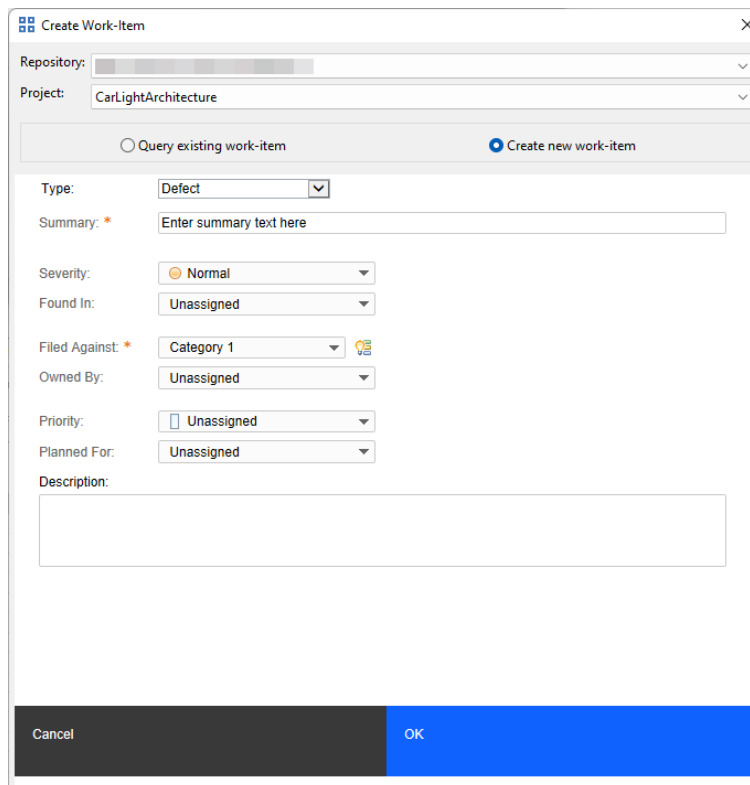 Create Work-Item
Repository:
Project: CarLightArchitecture
Query existing work-item Create new work-item
Type: Defect
Summary: * Enter summary text here
Severity: Normal
Found In: Unassigned
Filed Against: * Category 1
Owned By: Unassigned
Priority: Unassigned
Planned For: Unassigned
Description:
Cancel OK